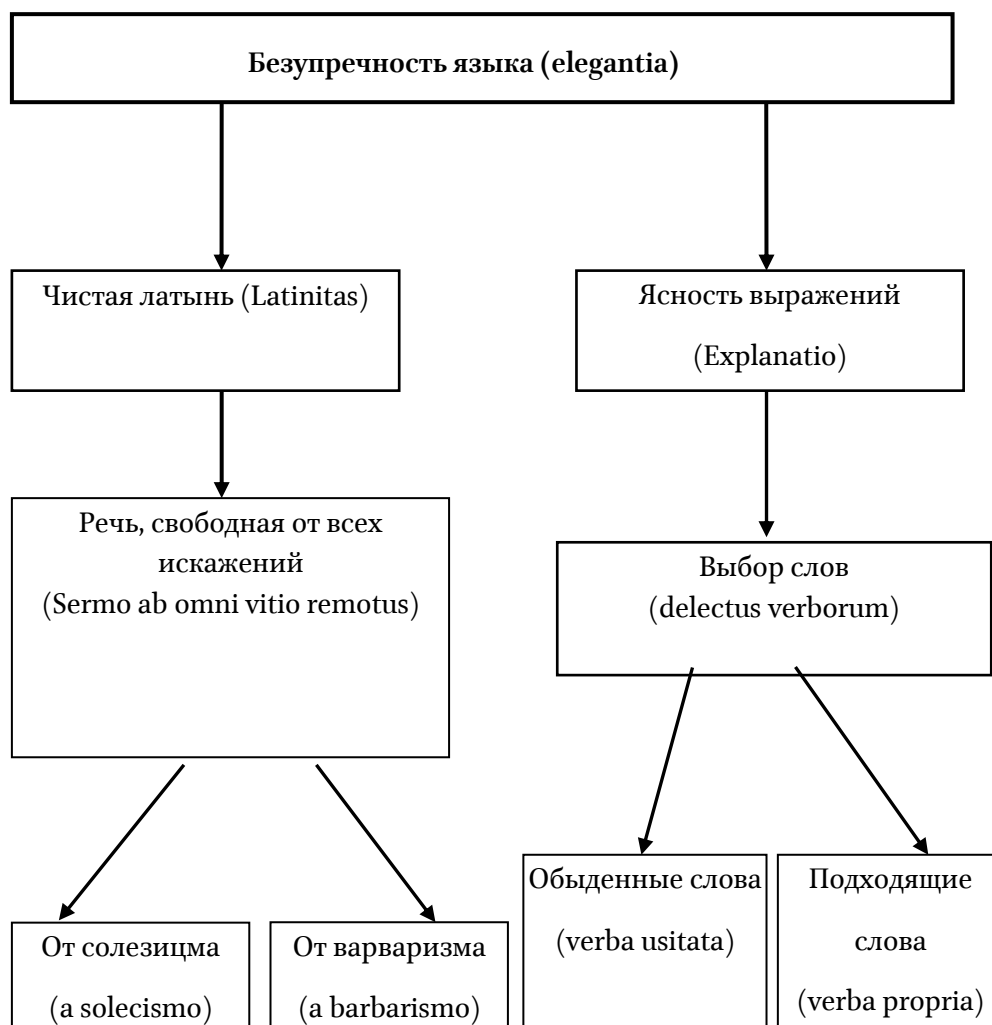 Безупречность языка (elegantia)
Чистая латынь (Latinitas)
Ясность выражений
(Explanatio)
Речь, свободная от всех
искажений
(Sermo ab omni vitio remotus)
Выбор слов
(delectus verborum)
От солезицма
(a solecismo)
От варваризма
(a barbarismo)
Обыденные слова
(verba usitata)
Подходящие
слова
(verba propria)